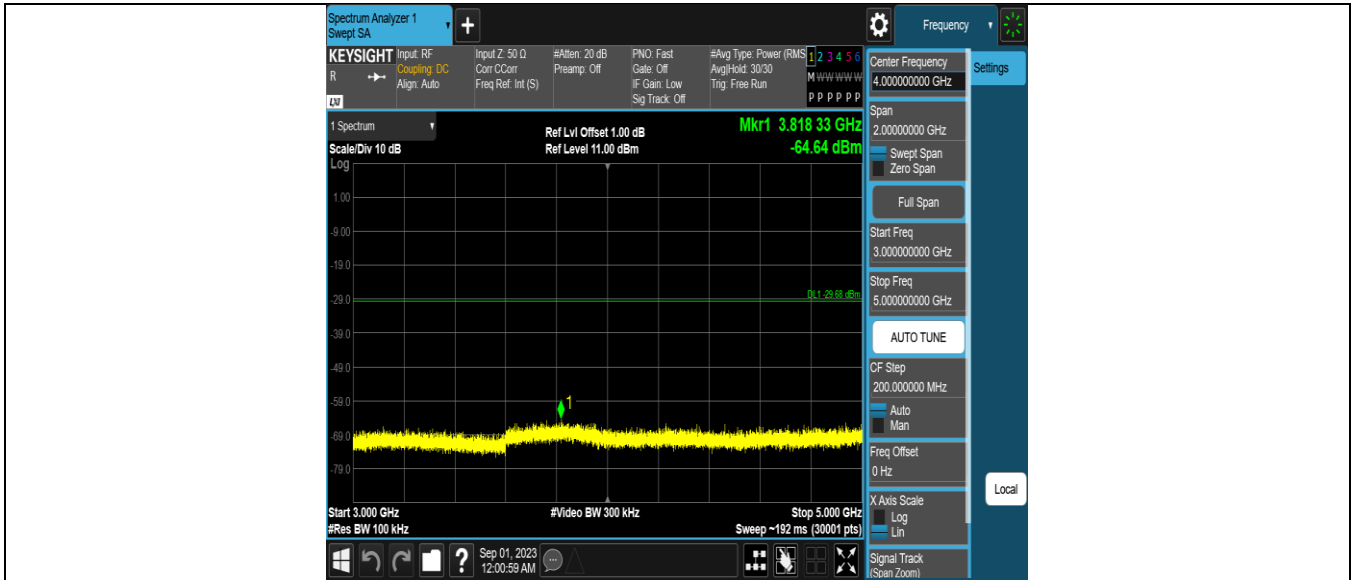 Spectrum Analyzer 1
Swept SA
+
Frequency
KEYSIGHT
R
LXI
Input: RF
Coupling: DC
Align: Auto
Input Z: 50 Ω
Corr CCorr
Freq Ref: Int (S)
#Atten: 20 dB
Preamp: Off
PNO: Fast
Gate: Off
IF Gain: Low
Sig Track: Off
#Avg Type: Power (RMS
Avg|Hold: 30/30
Trig: Free Run
1 2 3 4 5 6
M W W W W W
P P P P P P
1 Spectrum
Scale/Div 10 dB
Log
Ref Lvl Offset 1.00 dB
Ref Level 11.00 dBm
Mkr1 3.818 33 GHz
-64.64 dBm
1.00
-9.00
-19.0
-29.0
DL1 -29.68 dBm
-39.0
-49.0
-59.0
1
-69.0
-79.0
Start 3.000 GHz
#Res BW 100 kHz
#Video BW 300 kHz
Stop 5.000 GHz
Sweep ~192 ms (30001 pts)
?
Sep 01, 2023
12:00:59 AM
Center Frequency
4.000000000 GHz
Settings
Span
2.00000000 GHz
Swept Span
Zero Span
Full Span
Start Freq
3.000000000 GHz
Stop Freq
5.000000000 GHz
AUTO TUNE
CF Step
200.000000 MHz
Auto
Man
Freq Offset
0 Hz
X Axis Scale
Log
Lin
Signal Track
(Span Zoom)
Local